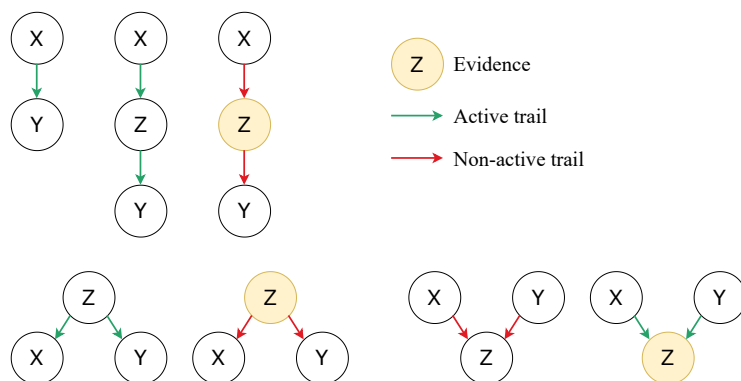 X X X
Z Evidence
Active trail
Y Z Z
Non-active trail
Y Y
Z Z X Y X Y
X Y X Y Z Z